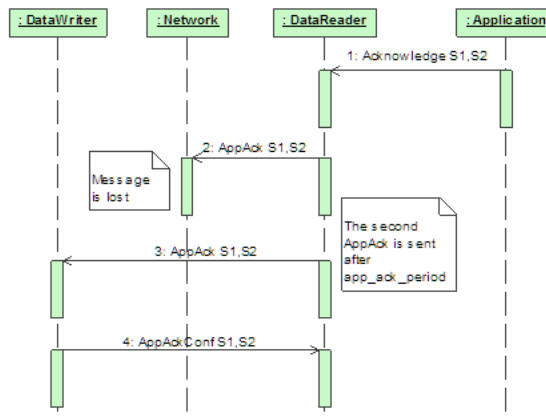 : DataWriter
: Network
: DataReader
: Application
1: Acknowledge S1,S2
2: AppAck S1,S2
Message
is lost
The second
AppAck is sent
after
app_ack_period
3: AppAck S1,S2
4: AppAckConf S1,S2